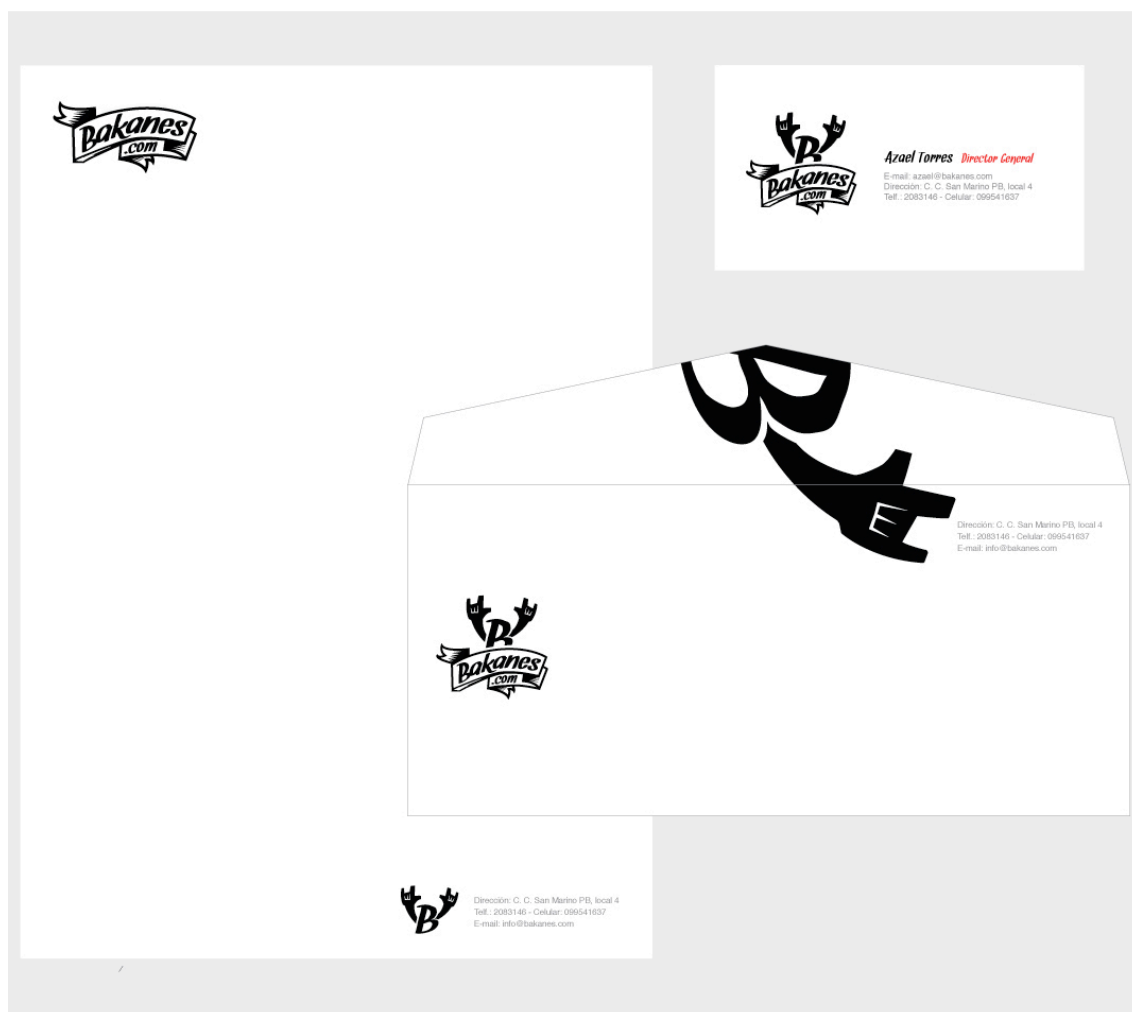 Bakanes
.com
B
Bakanes
.com
Azael Torres Director General
E-mail: azael@bakanes.com
Dirección: C. C. San Marino PB, local 4
Telf.: 2083146 - Celular: 099541637
B
Dirección: C. C. San Marino PB, local 4
Telf.: 2083146 - Celular: 099541637
E-mail: info@bakanes.com
B
Bakanes
.com
B
Dirección: C. C. San Marino PB, local 4
Telf.: 2083146 - Celular: 099541637
E-mail: info@bakanes.com
/